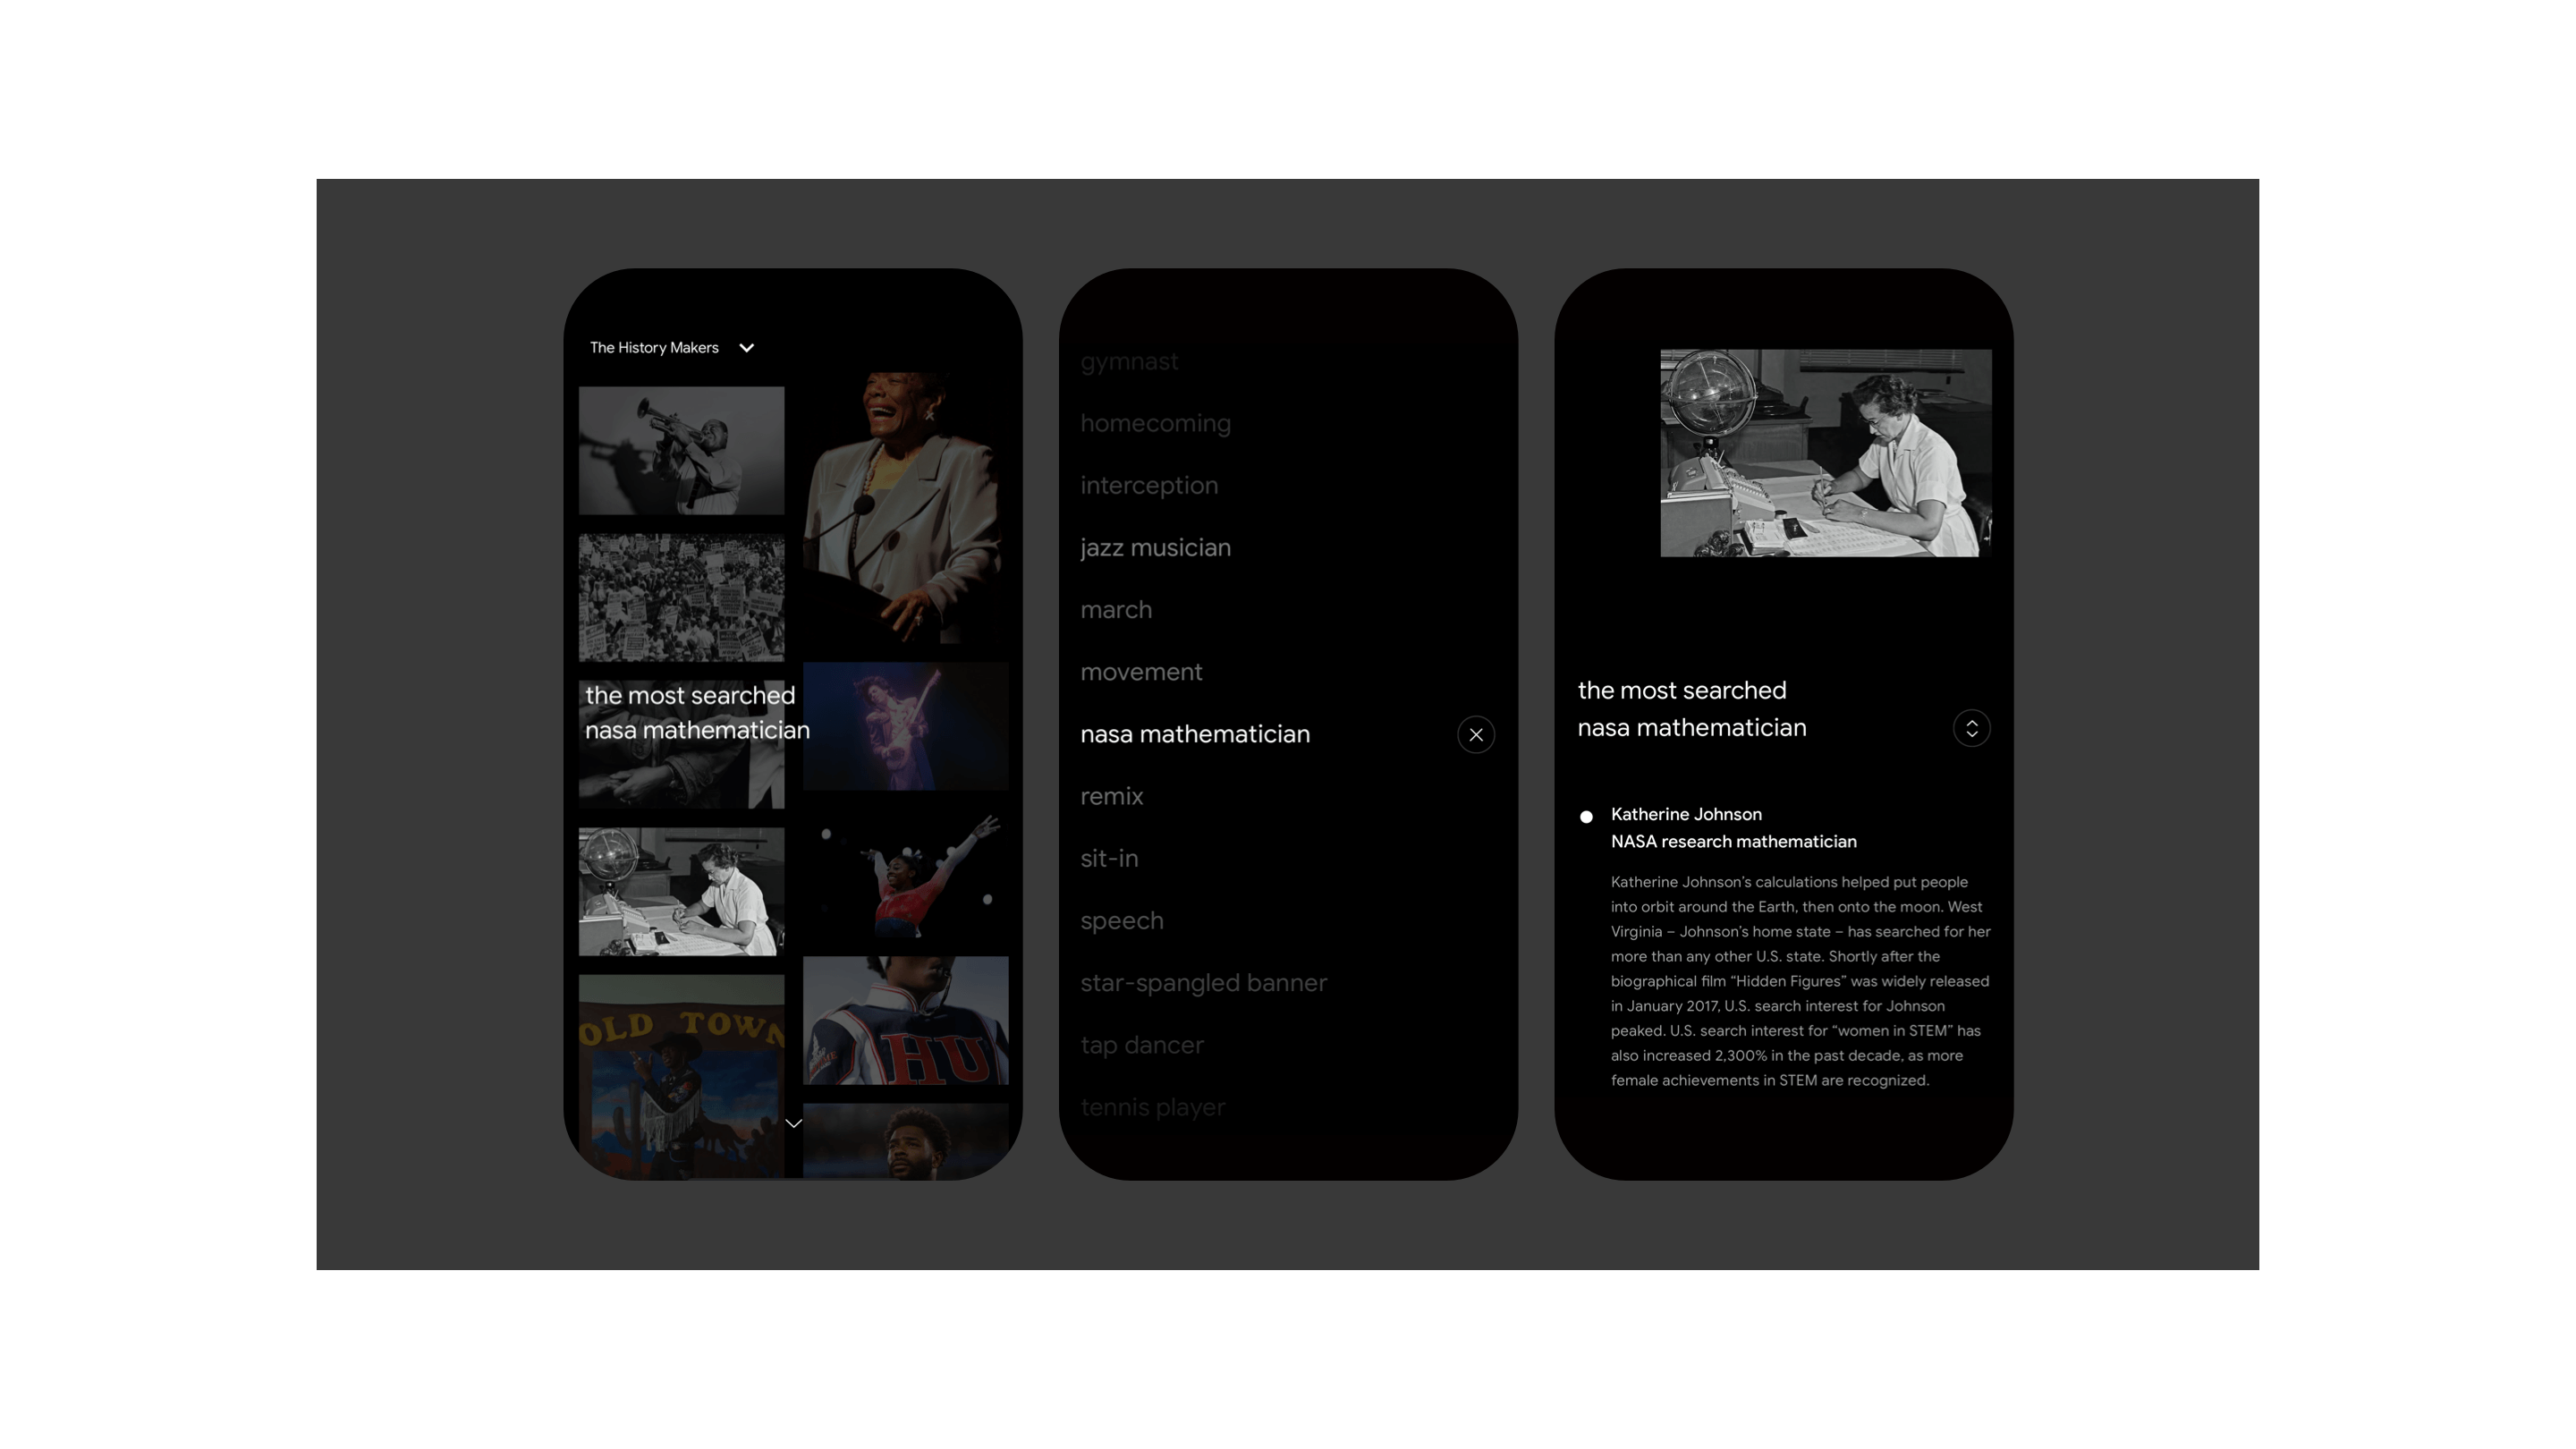 The History Makers
the most searched
nasa mathematician
OLD TOWN
HU
gymnast
homecoming
interception
jazz musician
march
movement
nasa mathematician
remix
sit-in
speech
star-spangled banner
tap dancer
tennis player
the most searched
nasa mathematician
Katherine Johnson
NASA research mathematician
Katherine Johnson’s calculations helped put people
into orbit around the Earth, then onto the moon. West
Virginia – Johnson’s home state – has searched for her
more than any other U.S. state. Shortly after the
biographical film “Hidden Figures” was widely released
in January 2017, U.S. search interest for Johnson
peaked. U.S. search interest for “women in STEM” has
also increased 2,300% in the past decade, as more
female achievements in STEM are recognized.